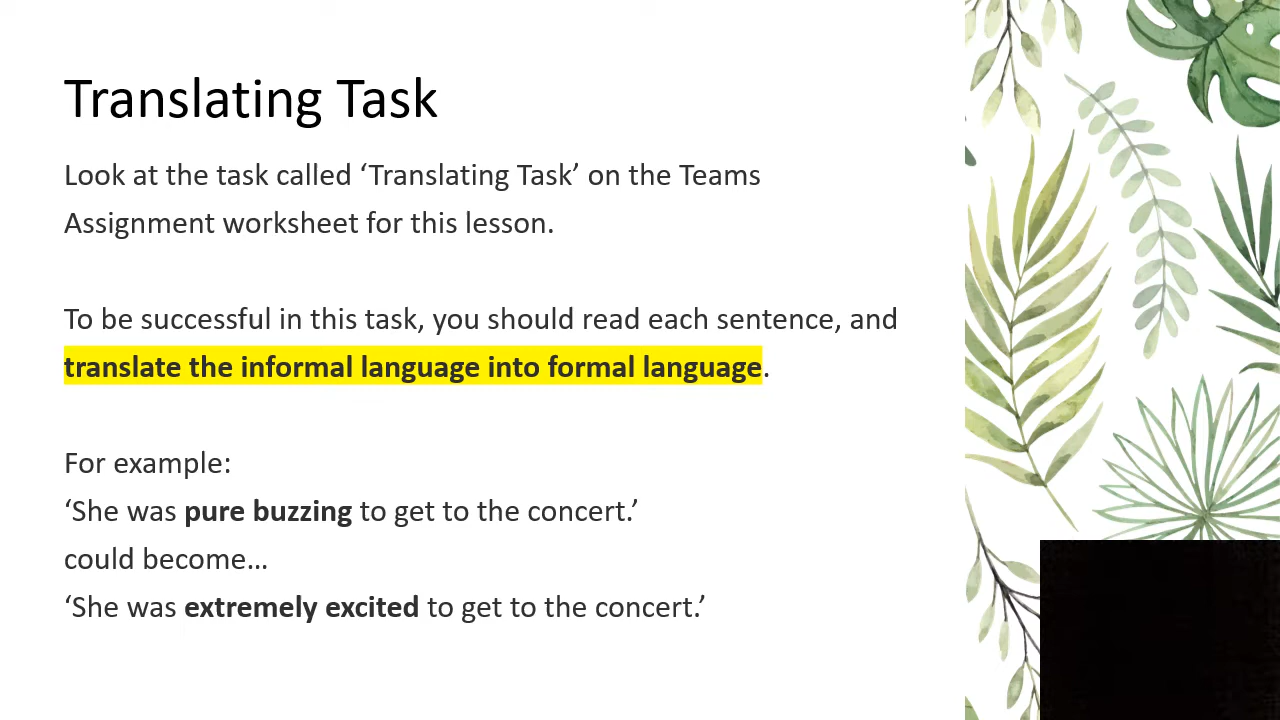 Translating Task
Look at the task called ‘Translating Task’ on the Teams
Assignment worksheet for this lesson.
To be successful in this task, you should read each sentence, and
translate the informal language into formal language.
For example:
‘She was pure buzzing to get to the concert.’
could become…
‘She was extremely excited to get to the concert.’